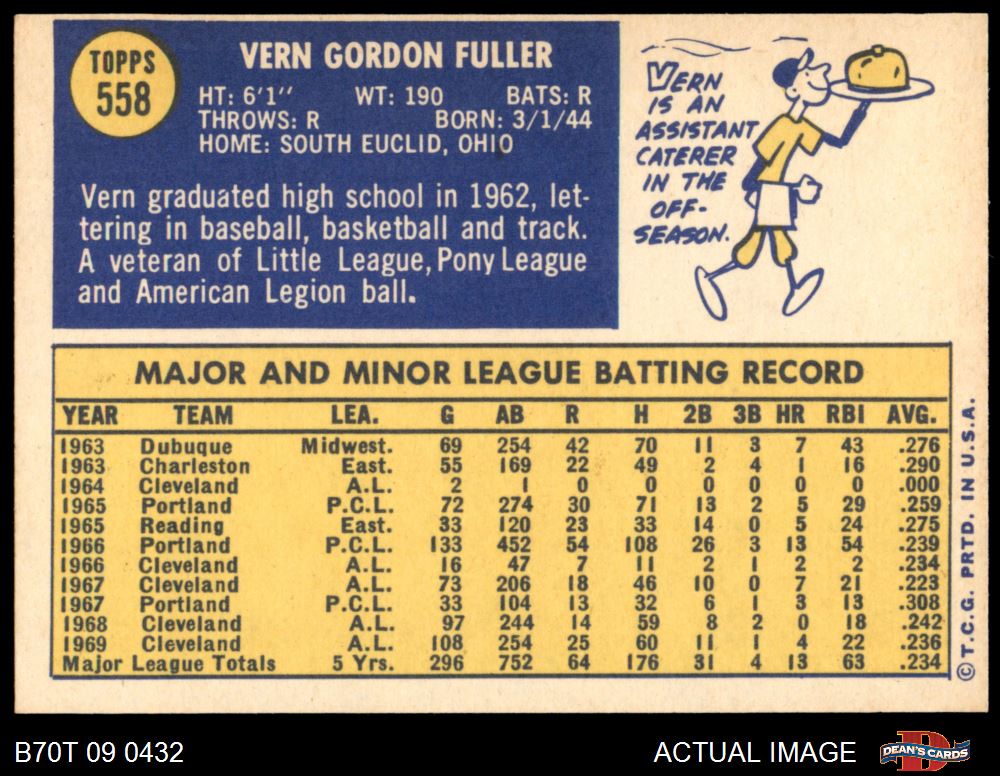 TOPPS
558
VERN GORDON FULLER
HT: 6'1" WT: 190 BATS: R
THROWS: R BORN: 3/1/44
HOME: SOUTH EUCLID, OHIO
Vern graduated high school in 1962, let-
tering in baseball, basketball and track.
A veteran of Little League, Pony League
and American Legion ball.
VERN
IS AN
ASSISTANT
CATERER
IN THE
OFF-
SEASON.
MAJOR AND MINOR LEAGUE BATTING RECORD
YEAR TEAM LEA. G AB R H 2B 3B HR RBI AVG.
1963 Dubuque Midwest. 69 254 42 70 11 3 7 43 .276
1963 Charleston East. 55 169 22 49 2 4 1 16 .290
1964 Cleveland A.L. 2 1 0 0 0 0 0 0 .000
1965 Portland P.C.L. 72 274 30 71 13 2 5 29 .259
1965 Reading East. 33 120 23 33 14 0 5 24 .275
1966 Portland P.C.L. 133 452 54 108 26 3 13 54 .239
1966 Cleveland A.L. 16 47 7 11 2 1 2 2 .234
1967 Cleveland A.L. 73 206 18 46 10 0 7 21 .223
1967 Portland P.C.L. 33 104 13 32 6 1 3 13 .308
1968 Cleveland A.L. 97 244 14 59 8 2 0 18 .242
1969 Cleveland A.L. 108 254 25 60 11 1 4 22 .236
Major League Totals 5 Yrs. 296 752 64 176 31 4 13 63 .234
© T.C.G. PRTD. IN U.S.A.
B70T 09 0432
ACTUAL IMAGE
DEAN'S CARDS